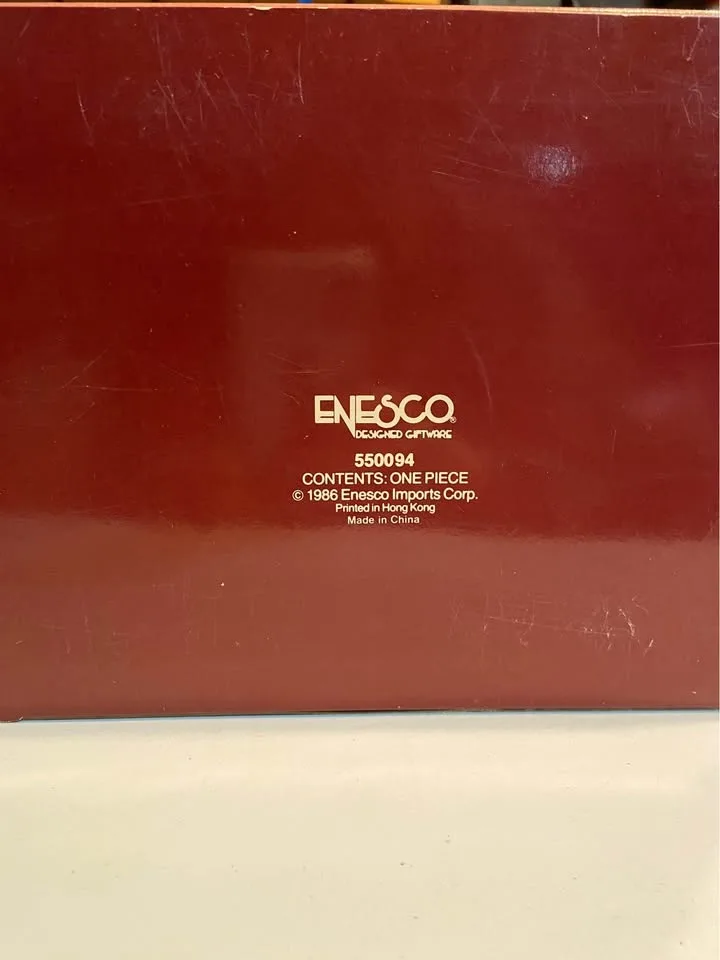 ENESCO®
DESIGNED GIFTWARE
550094
CONTENTS: ONE PIECE
© 1986 Enesco Imports Corp.
Printed in Hong Kong
Made in China